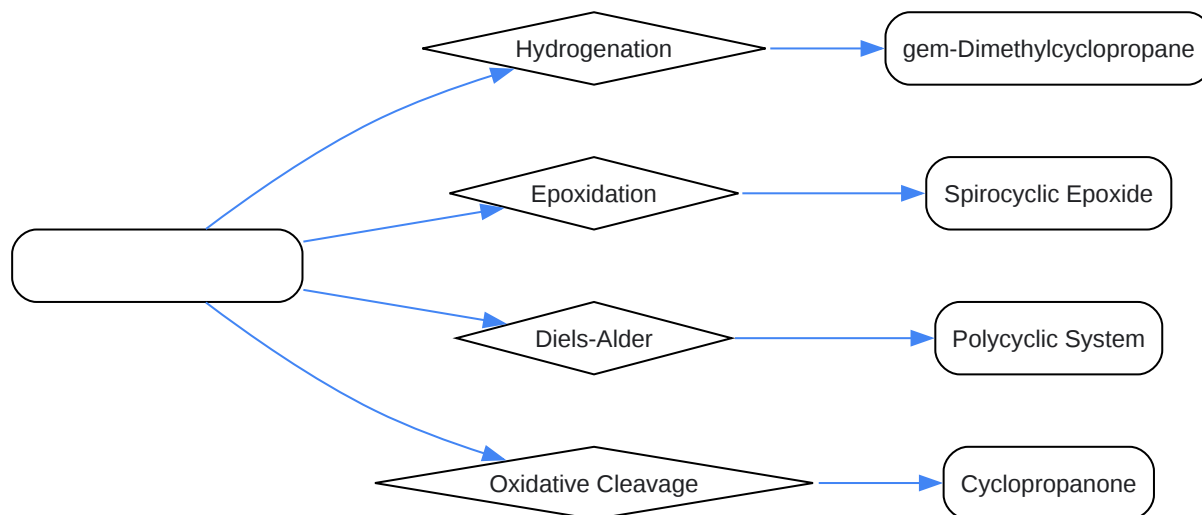 Hydrogenation
gem-Dimethylcyclopropane
Epoxidation
Spirocyclic Epoxide
Diels-Alder
Polycyclic System
Oxidative Cleavage
Cyclopropanone